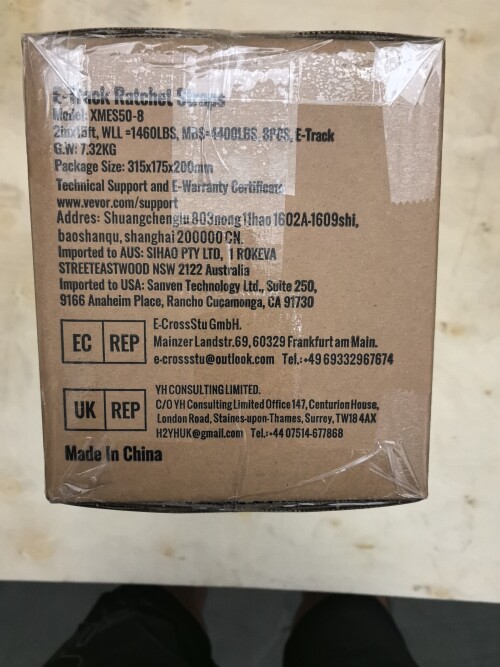 E-Track Ratchet Straps
Model: XMES50-8
2inx15ft, WLL =1460LBS, MBS=4400LBS, 8PCS, E-Track
G.W: 7.32KG
Package Size: 315x175x200mm
Technical Support and E-Warranty Certificate
www.vevor.com/support
Addres: Shuangchenglu 803nong 11hao 1602A-1609shi,
baoshanqu, shanghai 200000 CN.
Imported to AUS: SIHAO PTY LTD, 1 ROKEVA
STREETEASTWOOD NSW 2122 Australia
Imported to USA: Sanven Technology Ltd., Suite 250,
9166 Anaheim Place, Rancho Cucamonga, CA 91730
EC REP
E-CrossStu GmbH.
Mainzer Landstr.69, 60329 Frankfurt am Main.
e-crossstu@outlook.com Tel.:+49 69332967674
UK REP
YH CONSULTING LIMITED.
C/O YH Consulting Limited Office 147, Centurion House,
London Road, Staines-upon-Thames, Surrey, TW18 4AX
H2YHUK@gmail.com Tel.:+44 07514-677868
Made In China